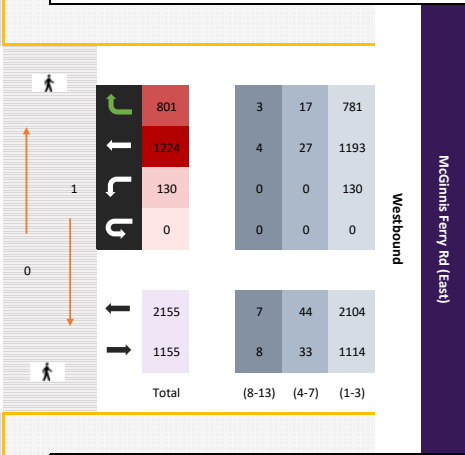 801 3 17 781
1224 4 27 1193
1 130 0 0 130
0 0 0 0
0
2155 7 44 2104
1155 8 33 1114
Total (8-13) (4-7) (1-3)
Westbound
McGinnis Ferry Rd (East)